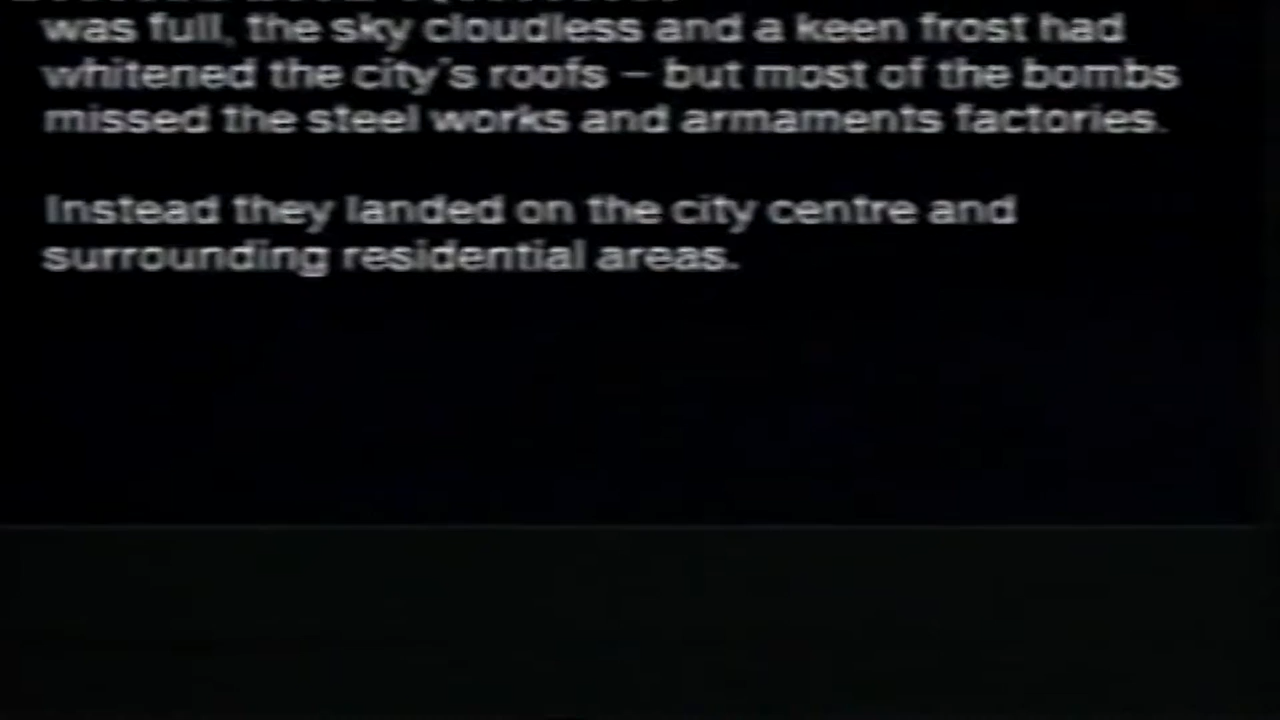 was full, the sky cloudless and a keen frost had
whitened the city's roofs – but most of the bombs
missed the steel works and armaments factories.
Instead they landed on the city centre and
surrounding residential areas.